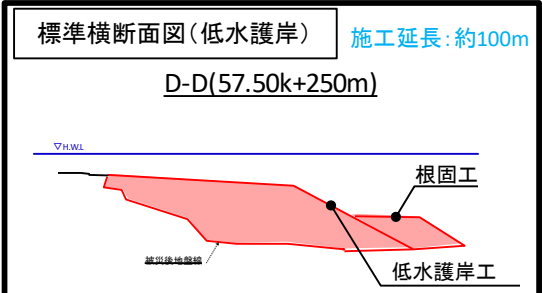 標準横断面図(低水護岸)
施工延長:約100m
D-D(57.50k+250m)
▽H.W.L
根固工
被災後地盤線
低水護岸工